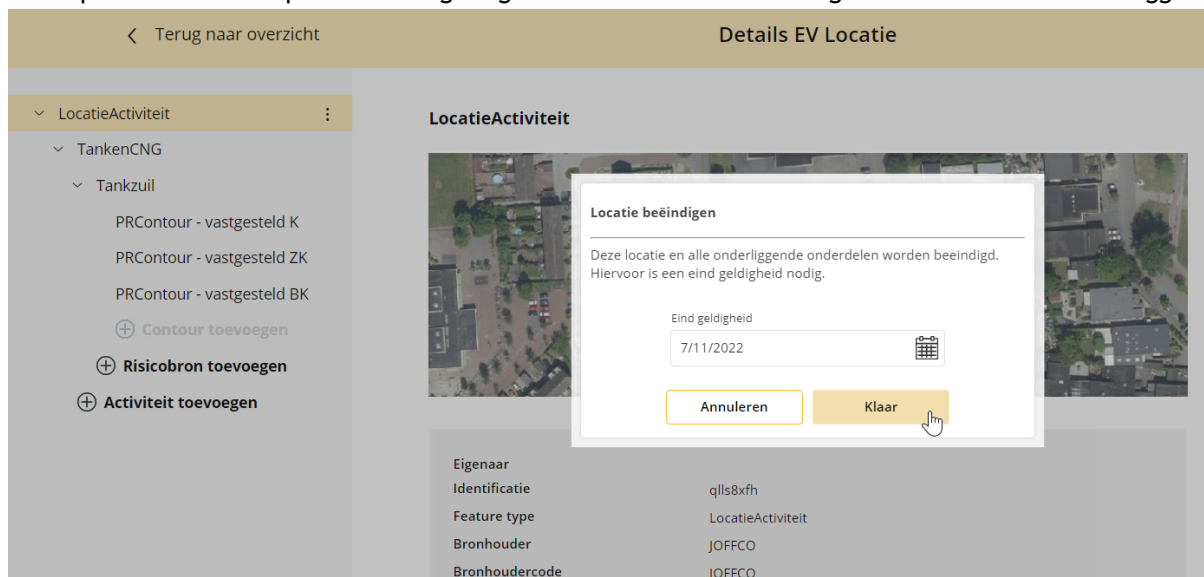 Terug naar overzicht
Details EV Locatie
LocatieActiviteit
TankenCNG
Tankzuil
PRContour - vastgesteld K
PRContour - vastgesteld ZK
PRContour - vastgesteld BK
Contour toevoegen
Risicobron toevoegen
Activiteit toevoegen
LocatieActiviteit
Locatie beëindigen
Deze locatie en alle onderliggende onderdelen worden beeindigd.
Hiervoor is een eind geldigheid nodig.
Eind geldigheid
7/11/2022
Annuleren
Klaar
Eigenaar
Identificatie qlls8xfh
Feature type LocatieActiviteit
Bronhouder JOFFCO
Bronhoudercode JOFFCO